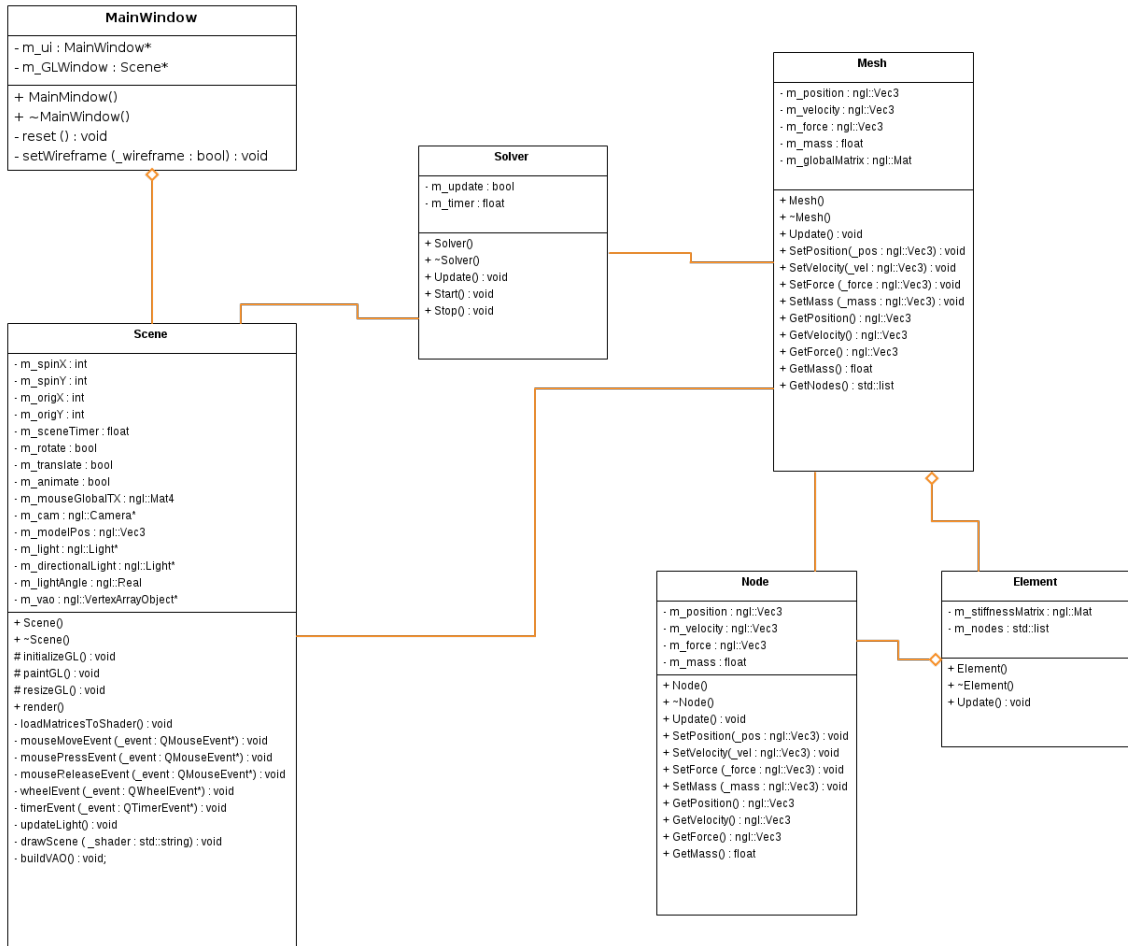 MainWindow
- m_ui : MainWindow*
- m_GLWindow : Scene*
+ MainMindow()
+ ~MainWindow()
- reset () : void
- setWireframe (_wireframe : bool) : void
Solver
- m_update : bool
- m_timer : float
+ Solver()
+ ~Solver()
+ Update() : void
+ Start() : void
+ Stop() : void
Mesh
- m_position : ngl::Vec3
- m_velocity : ngl::Vec3
- m_force : ngl::Vec3
- m_mass : float
- m_globalMatrix : ngl::Mat
+ Mesh()
+ ~Mesh()
+ Update() : void
+ SetPosition(_pos : ngl::Vec3) : void
+ SetVelocity(_vel : ngl::Vec3) : void
+ SetForce (_force : ngl::Vec3) : void
+ SetMass (_mass : ngl::Vec3) : void
+ GetPosition() : ngl::Vec3
+ GetVelocity() : ngl::Vec3
+ GetForce() : ngl::Vec3
+ GetMass() : float
+ GetNodes() : std::list
Scene
- m_spinX : int
- m_spinY : int
- m_origX : int
- m_origY : int
- m_sceneTimer : float
- m_rotate : bool
- m_translate : bool
- m_animate : bool
- m_mouseGlobalTX : ngl::Mat4
- m_cam : ngl::Camera*
- m_modelPos : ngl::Vec3
- m_light : ngl::Light*
- m_directionalLight : ngl::Light*
- m_lightAngle : ngl::Real
- m_vao : ngl::VertexArrayObject*
+ Scene()
+ ~Scene()
# initializeGL() : void
# paintGL() : void
# resizeGL() : void
+ render()
- loadMatricesToShader() : void
- mouseMoveEvent (_event : QMouseEvent*) : void
- mousePressEvent (_event : QMouseEvent*) : void
- mouseReleaseEvent (_event : QMouseEvent*) : void
- wheelEvent (_event : QWheelEvent*) : void
- timerEvent (_event : QTimerEvent*) : void
- updateLight() : void
- drawScene ( _shader : std::string) : void
- buildVAO() : void;
Node
- m_position : ngl::Vec3
- m_velocity : ngl::Vec3
- m_force : ngl::Vec3
- m_mass : float
+ Node()
+ ~Node()
+ Update() : void
+ SetPosition(_pos : ngl::Vec3) : void
+ SetVelocity(_vel : ngl::Vec3) : void
+ SetForce (_force : ngl::Vec3) : void
+ SetMass (_mass : ngl::Vec3) : void
+ GetPosition() : ngl::Vec3
+ GetVelocity() : ngl::Vec3
+ GetForce() : ngl::Vec3
+ GetMass() : float
Element
- m_stiffnessMatrix : ngl::Mat
- m_nodes : std::list
+ Element()
+ ~Element()
+ Update() : void